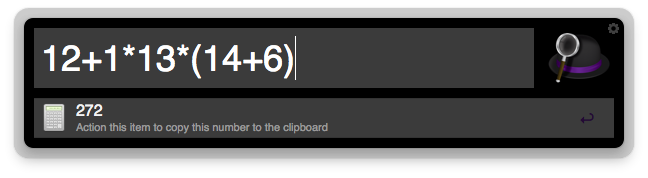 12+1*13*(14+6)
272
Action this item to copy this number to the clipboard